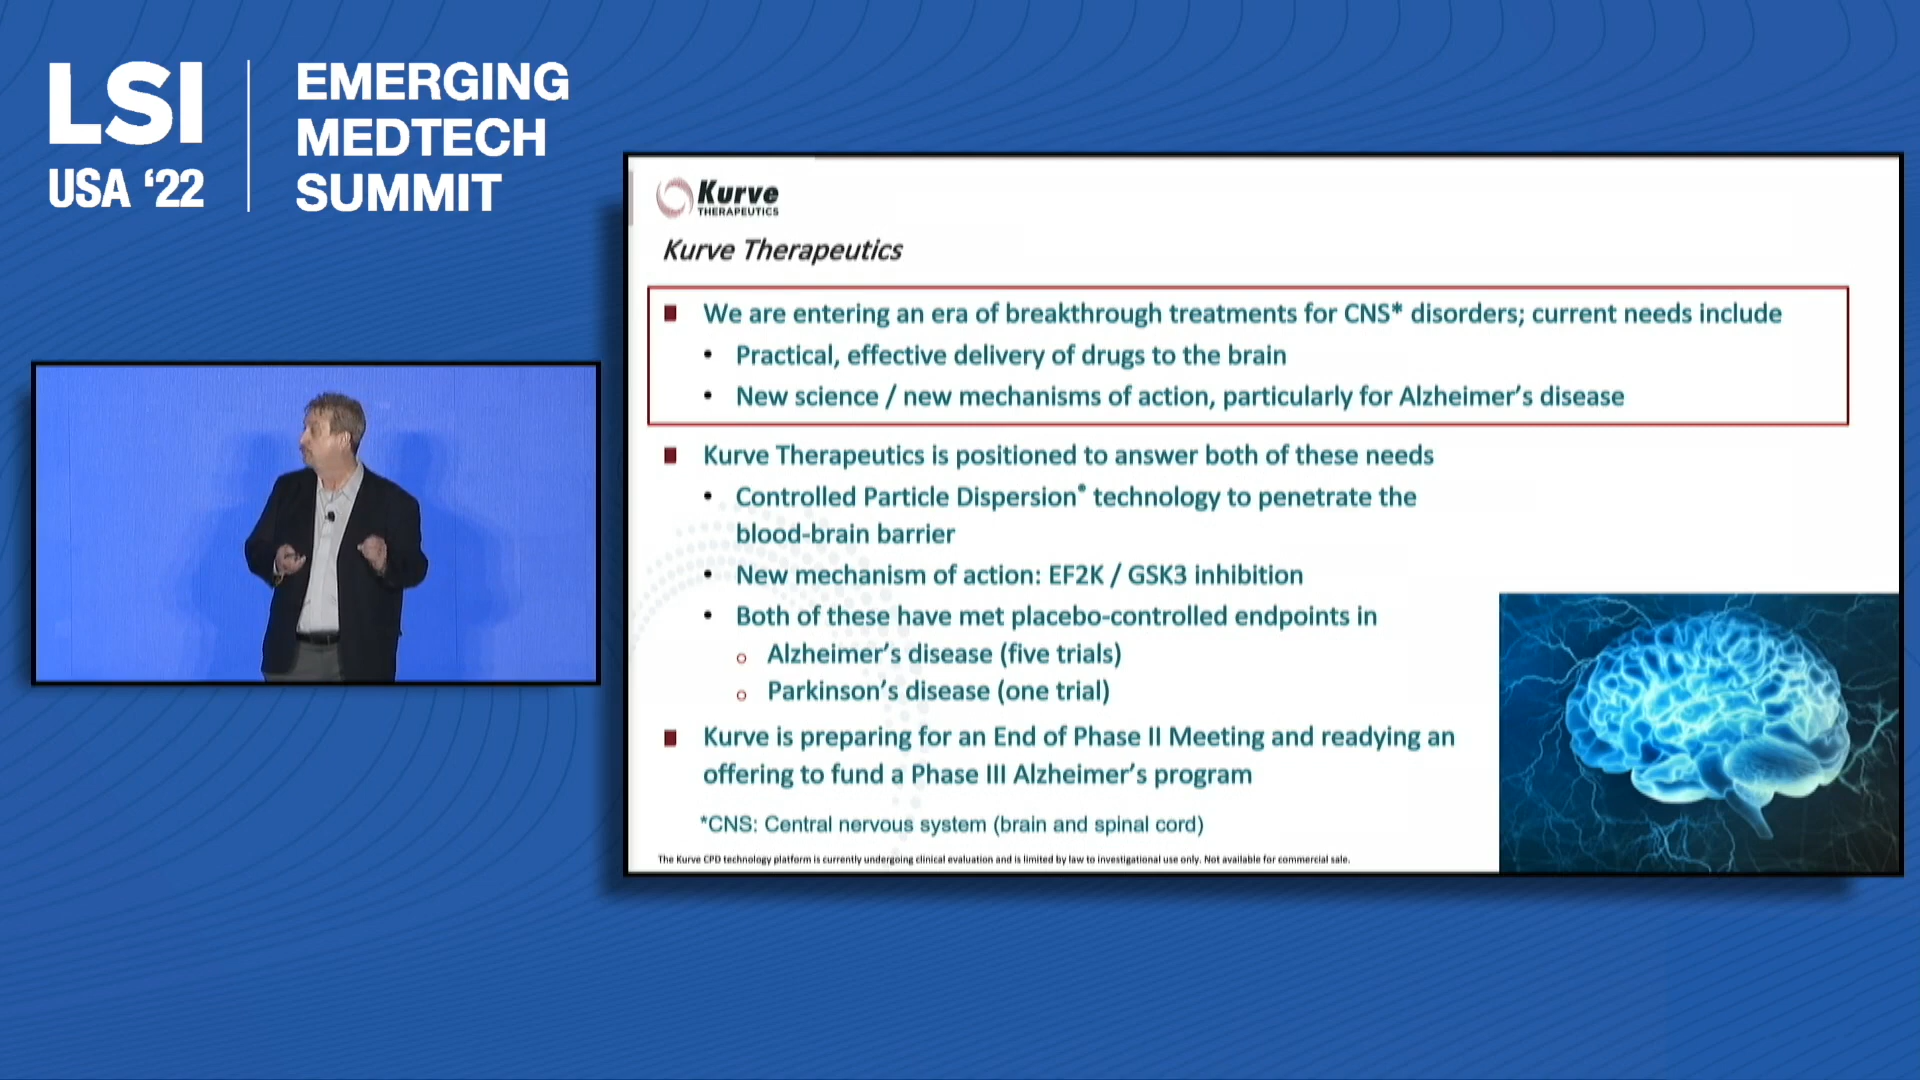 LSI
USA ‘22
EMERGING
MEDTECH
SUMMIT
Kurve
THERAPEUTICS
Kurve Therapeutics
We are entering an era of breakthrough treatments for CNS* disorders; current needs include
• Practical, effective delivery of drugs to the brain
• New science / new mechanisms of action, particularly for Alzheimer’s disease
Kurve Therapeutics is positioned to answer both of these needs
• Controlled Particle Dispersion® technology to penetrate the
blood-brain barrier
• New mechanism of action: EF2K / GSK3 inhibition
• Both of these have met placebo-controlled endpoints in
Alzheimer’s disease (five trials)
Parkinson’s disease (one trial)
Kurve is preparing for an End of Phase II Meeting and readying an
offering to fund a Phase III Alzheimer’s program
*CNS: Central nervous system (brain and spinal cord)
The Kurve CPD technology platform is currently undergoing clinical evaluation and is limited by law to investigational use only. Not available for commercial sale.